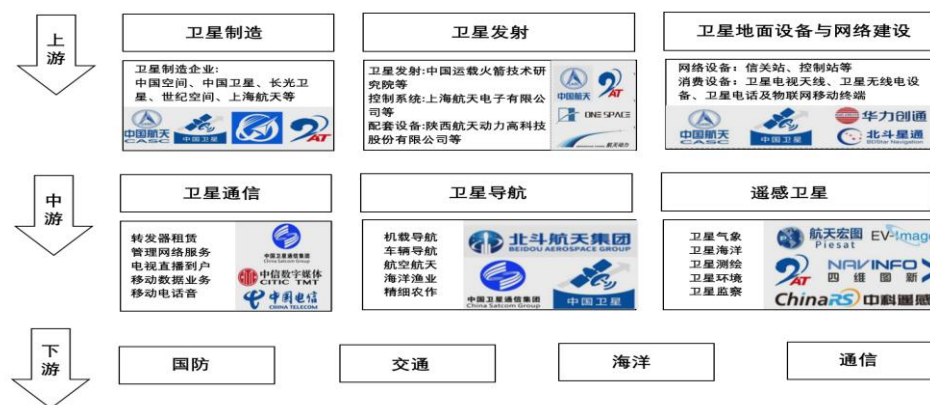 上游
卫星制造
卫星发射
卫星地面设备与网络建设
卫星制造企业:
中国空间、中国卫星、长光卫
星、世纪空间、上海航天等
中国航天
CASC
中国卫星
AT
卫星发射:中国运载火箭技术研
究院等
控制系统:上海航天电子有限公
司等
配套设备:陕西航天动力高科技
股份有限公司等
中国航天
AT
ONE SPACE
航天动力
网络设备：信关站、控制站等
消费设备：卫星电视天线、卫星无线电设
备、卫星电话及物联网移动终端
中国航天
CASC
中国卫星
华力创通
北斗星通
BDStar Navigation
中游
卫星通信
卫星导航
遥感卫星
转发器租赁
管理网络服务
电视直播到户
移动数据业务
移动电话音
中国卫星通信集团
China Satcom Group
中信数字媒体
CITIC TMT
中国电信
CHINA TELECOM
机载导航
车辆导航
航空航天
海洋渔业
精细农作
北斗航天集团
BEIDOU AEROSPACE GROUP
中国卫星通信集团
China Satcom Group
中国卫星
卫星气象
卫星海洋
卫星测绘
卫星环境
卫星监察
航天宏图
Piesat
EV-Image
AT
NAVINFO
四维图新
ChinaRS 中科遥感
下游
国防
交通
海洋
通信